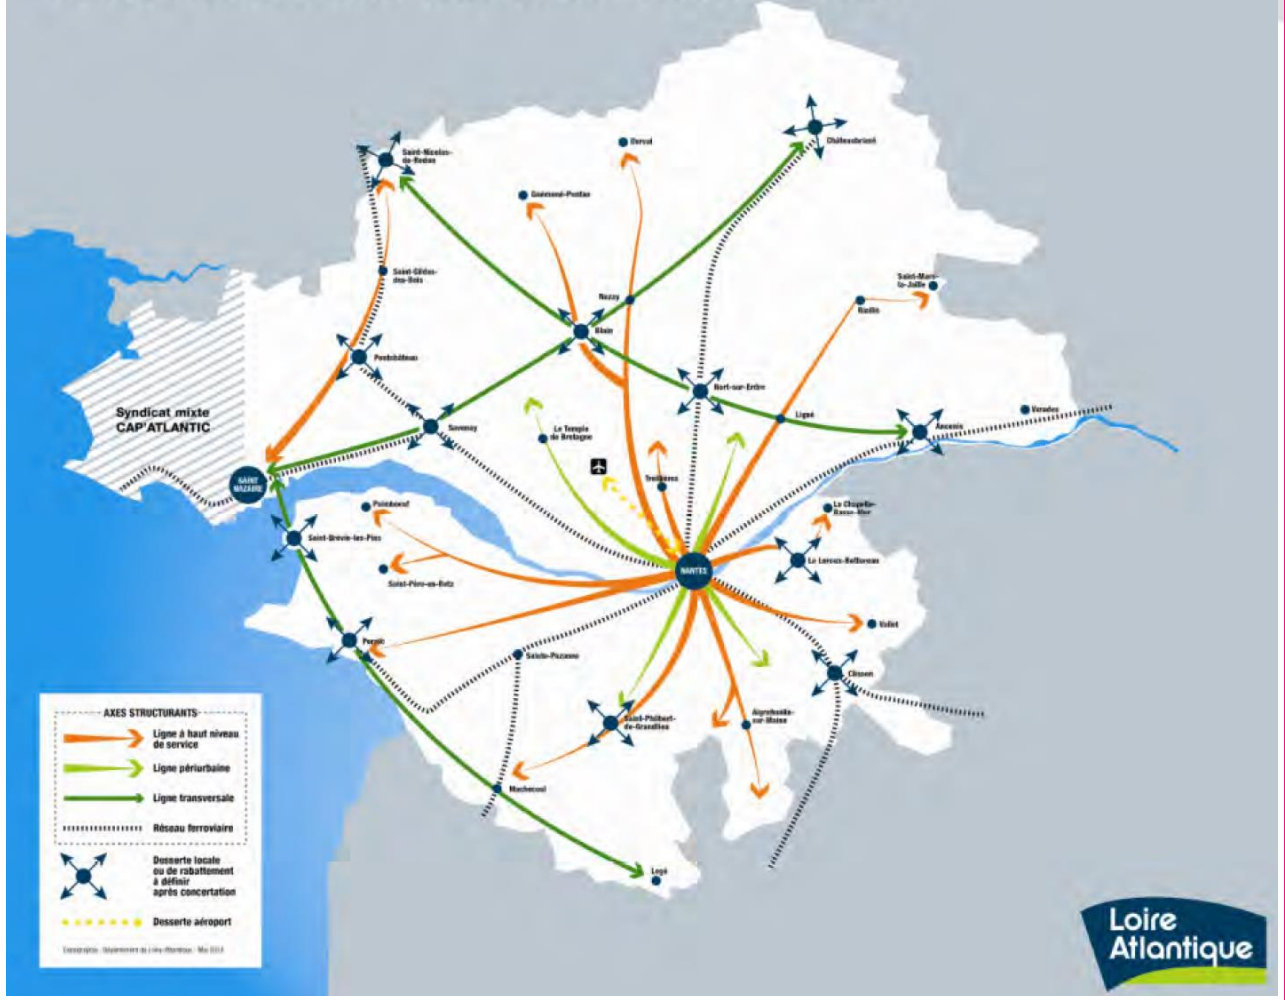 Saint-Nicolas-
de-Redon
Derval
Châteaubriant
Guémené-Penfao
Saint-Gildas-
des-Bois
Nozay
Saint-Mars-
la-Jaille
Riaillé
Blain
Pontchâteau
Nort-sur-Erdre
Syndicat mixte
CAP'ATLANTIC
Savenay
Le Temple
de Bretagne
Ligné
Ancenis
Varades
SAINT
NAZAIRE
Treillières
Paimboeuf
La Chapelle-
Basse-Mer
Saint-Brévin-les-Pins
Saint-Père-en-Retz
NANTES
Le Loroux-Bottereau
Vallet
Pornic
Sainte-Pazanne
Clisson
Saint-Philbert-
de-Grandlieu
Aigrefeuille-
sur-Maine
Machecoul
Legé
AXES STRUCTURANTS
Ligne à haut niveau
de service
Ligne périurbaine
Ligne transversale
Réseau ferroviaire
Desserte locale
ou de rabattement
à définir
après concertation
Desserte aéroport
Loire
Atlantique